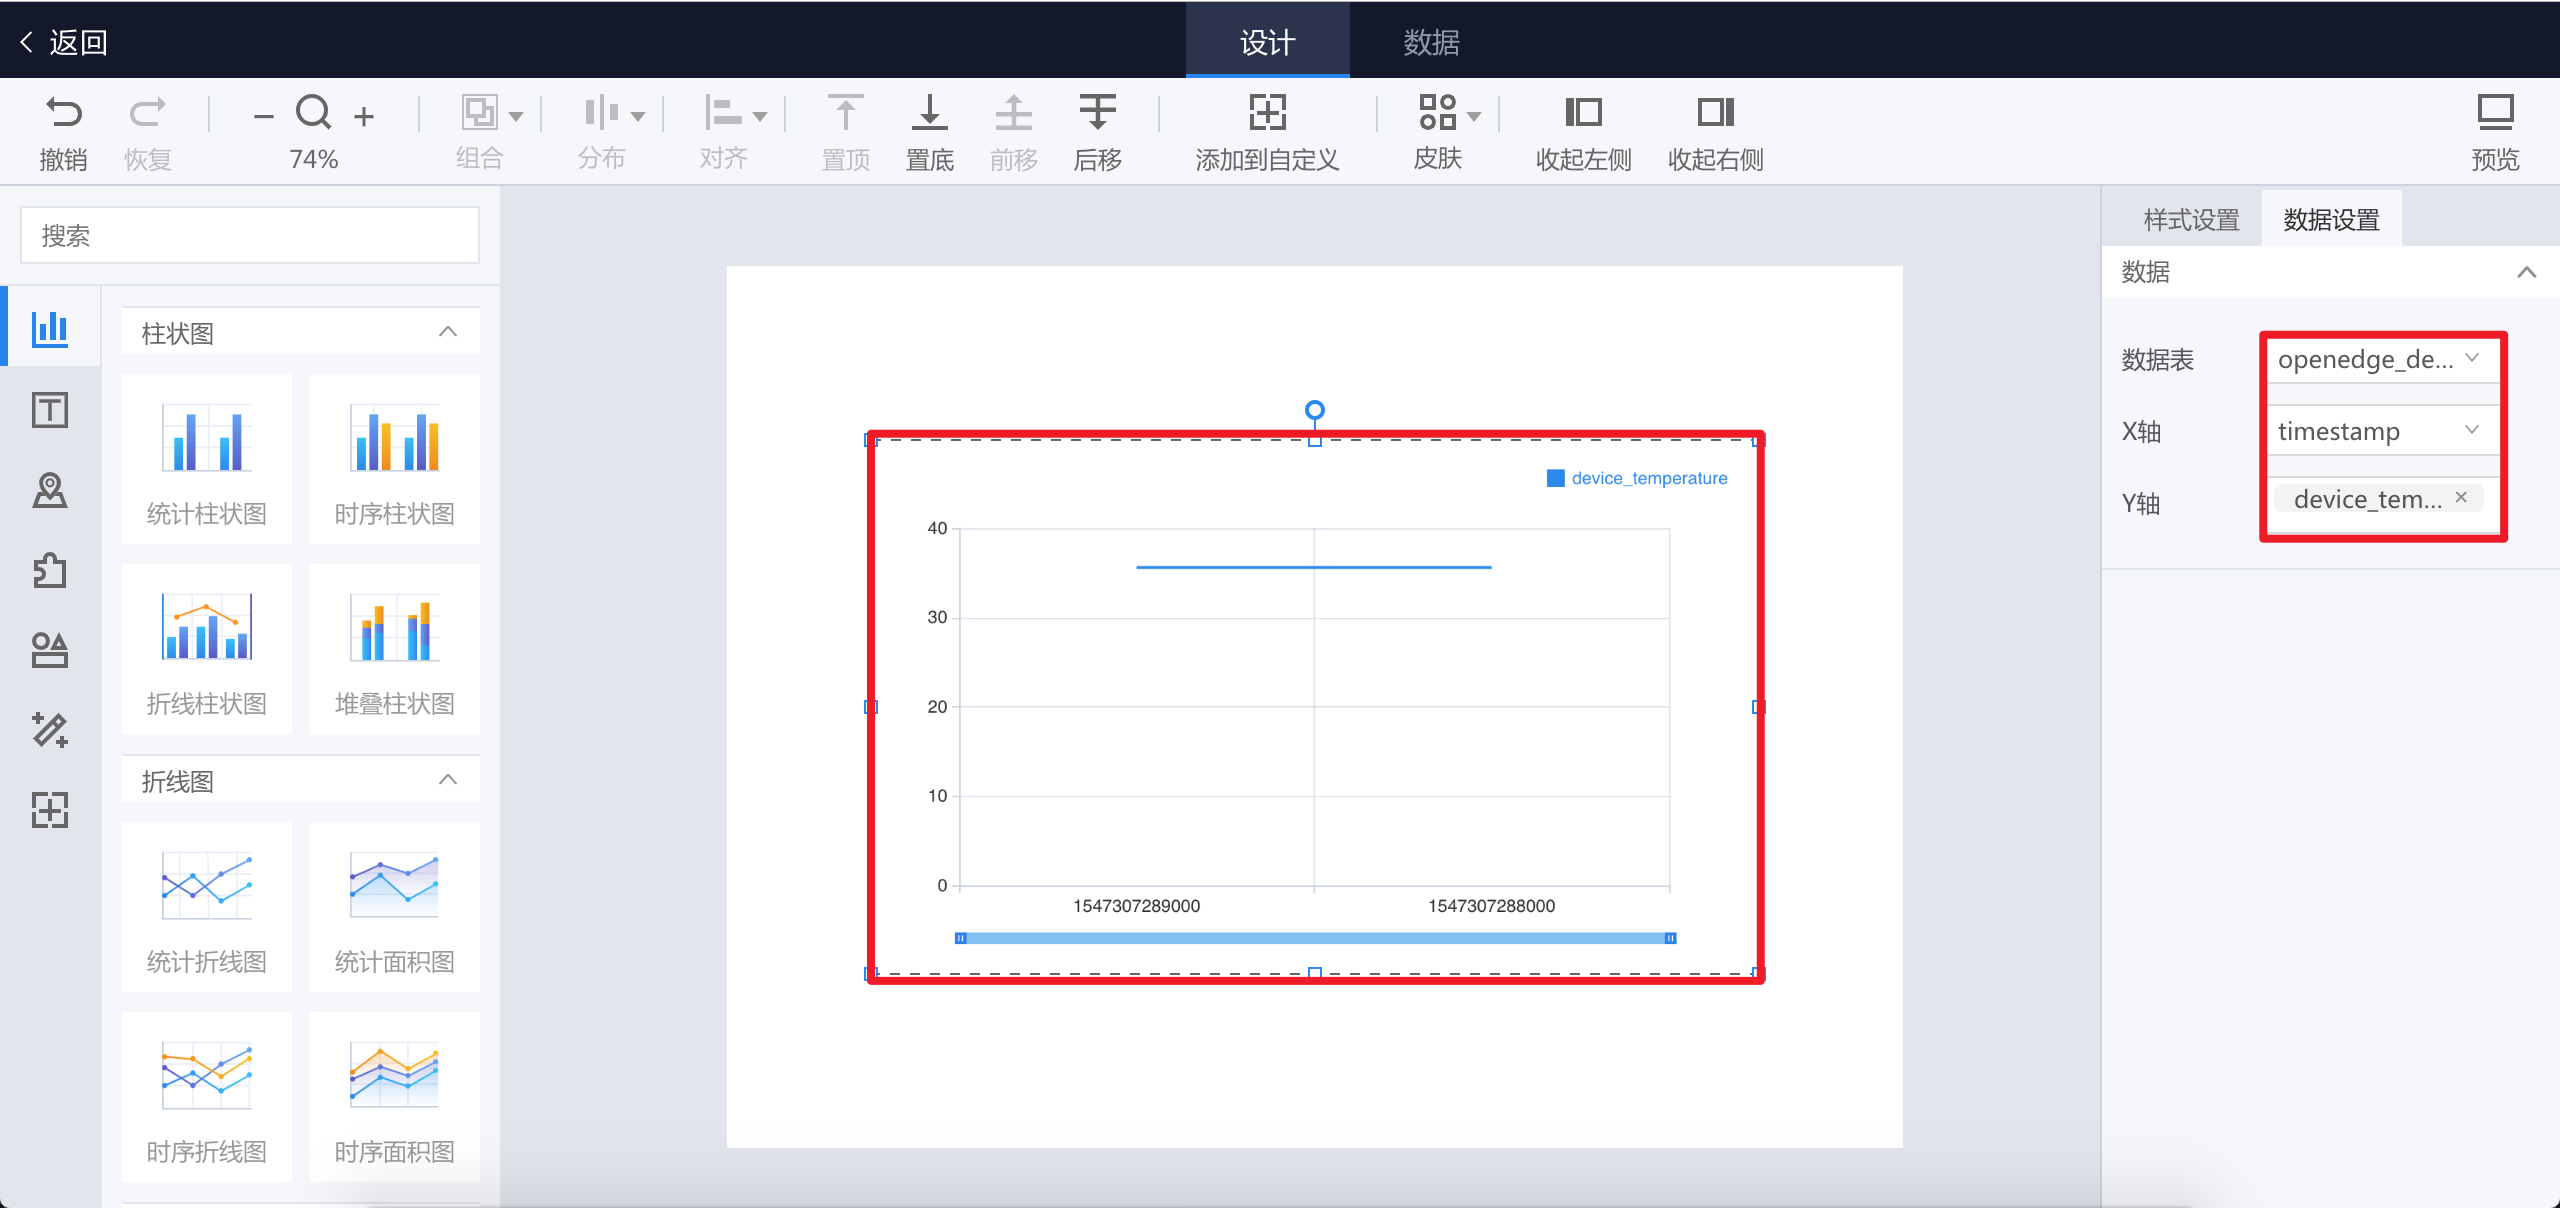 返回
设计
数据
撤销
恢复
74%
组合
分布
对齐
置顶
置底
前移
后移
添加到自定义
皮肤
收起左侧
收起右侧
预览
搜索
柱状图
统计柱状图
时序柱状图
折线柱状图
堆叠柱状图
折线图
统计折线图
统计面积图
时序折线图
时序面积图
device_temperature
40
30
20
10
0
1547307289000
1547307288000
样式设置
数据设置
数据
数据表
openedge_de...
X轴
timestamp
Y轴
device_tem...